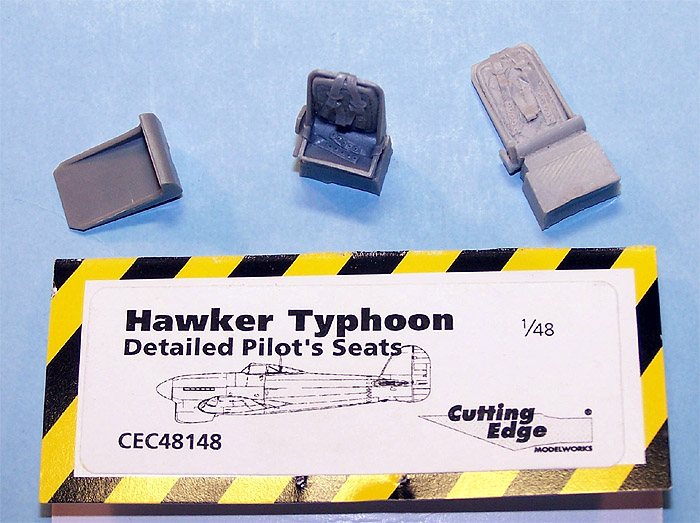 Hawker Typhoon
1/48
Detailed Pilot's Seats
Cutting
Edge
®
MODELWORKS
CEC48148